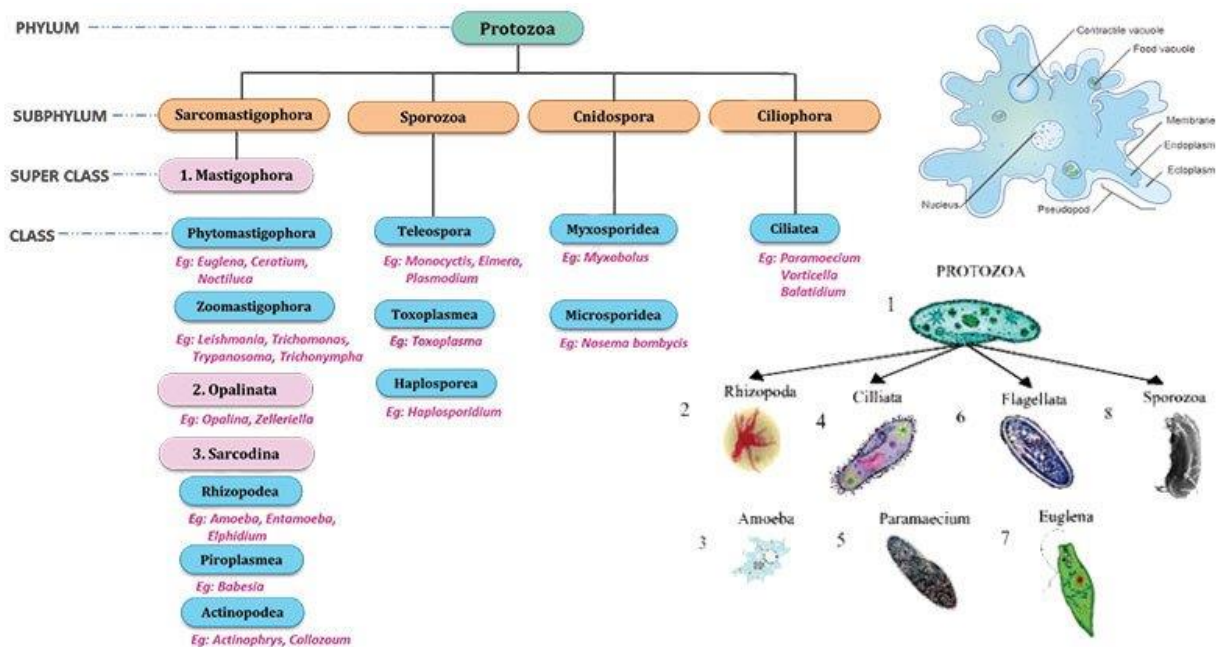 PHYLUM
Protozoa
SUBPHYLUM
Sarcomastigophora
Sporozoa
Cnidospora
Ciliophora
SUPER CLASS
1. Mastigophora
CLASS
Phytomastigophora
Eg: Euglena, Ceratium,
Noctiluca
Zoomastigophora
Eg: Leishmania, Trichomonas,
Trypanosoma, Trichonympha
2. Opalinata
Eg: Opalina, Zelleriella
3. Sarcodina
Rhizopodea
Eg: Amoeba, Entamoeba,
Elphidium
Piroplasmea
Eg: Babesia
Actinopodea
Eg: Actinophrys, Collozoum
Teleospora
Eg: Monocyctis, Eimera,
Plasmodium
Toxoplasmea
Eg: Toxoplasma
Haplosporea
Eg: Haplosporidium
Myxosporidea
Eg: Myxobolus
Microsporidea
Eg: Nosema bombycis
Ciliatea
Eg: Paramoecium
Vorticella
Balatidium
Contractile vacuole
Food vacuole
Membrane
Endoplasm
Ectoplasm
Nucleus
Pseudopod
PROTOZOA
1
Rhizopoda
2
Cilliata
4
Flagellata
6
Sporozoa
8
Amoeba
3
Paramaecium
5
Euglena
7